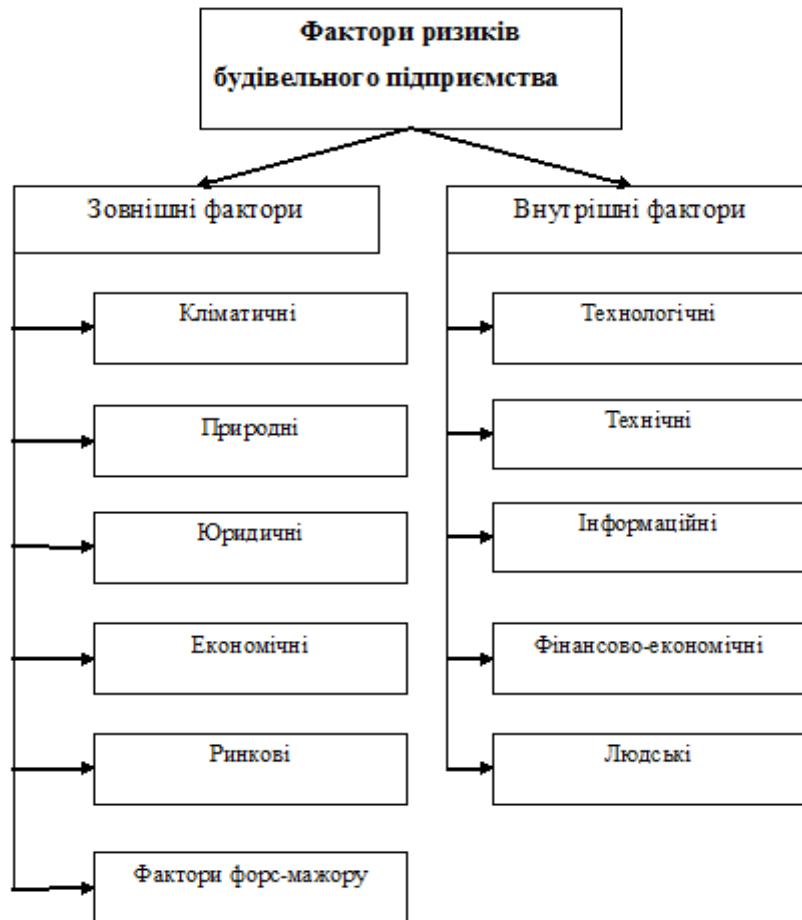 Фактори ризиків
будівельного підприємства
Зовнішні фактори
Кліматичні
Природні
Юридичні
Економічні
Ринкові
Фактори форс-мажору
Внутрішні фактори
Технологічні
Технічні
Інформаційні
Фінансово-економічні
Людські